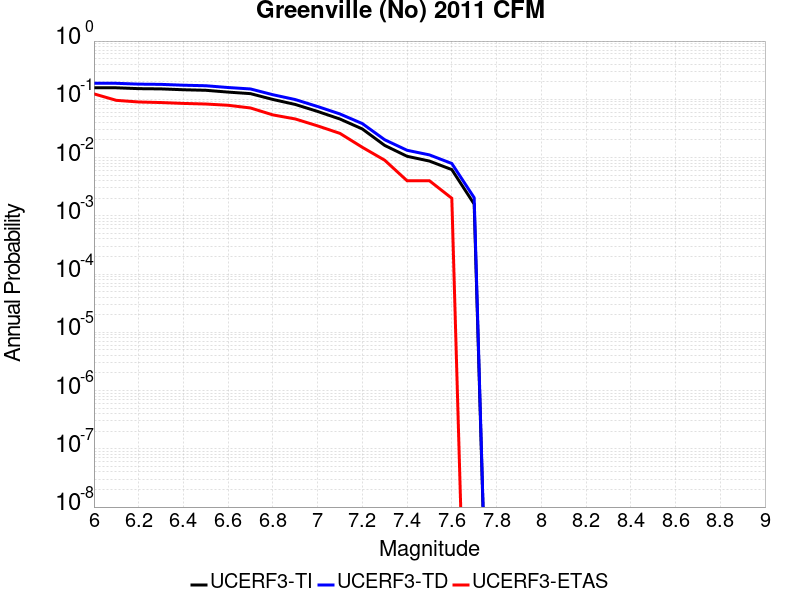 Greenville (No) 2011 CFM
10^0
10^-1
10^-2
10^-3
10^-4
10^-5
10^-6
10^-7
10^-8
Annual Probability
6 6.2 6.4 6.6 6.8 7 7.2 7.4 7.6 7.8 8 8.2 8.4 8.6 8.8 9
Magnitude
UCERF3-TI UCERF3-TD UCERF3-ETAS